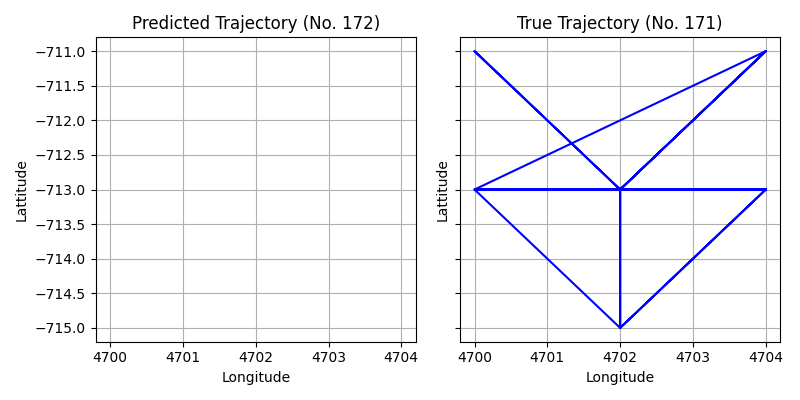 Predicted Trajectory (No. 172)
True Trajectory (No. 171)
−711.0
−711.5
−712.0
−712.5
−713.0
−713.5
−714.0
−714.5
−715.0
Lattitude
Lattitude
4700 4701 4702 4703 4704
4700 4701 4702 4703 4704
Longitude
Longitude